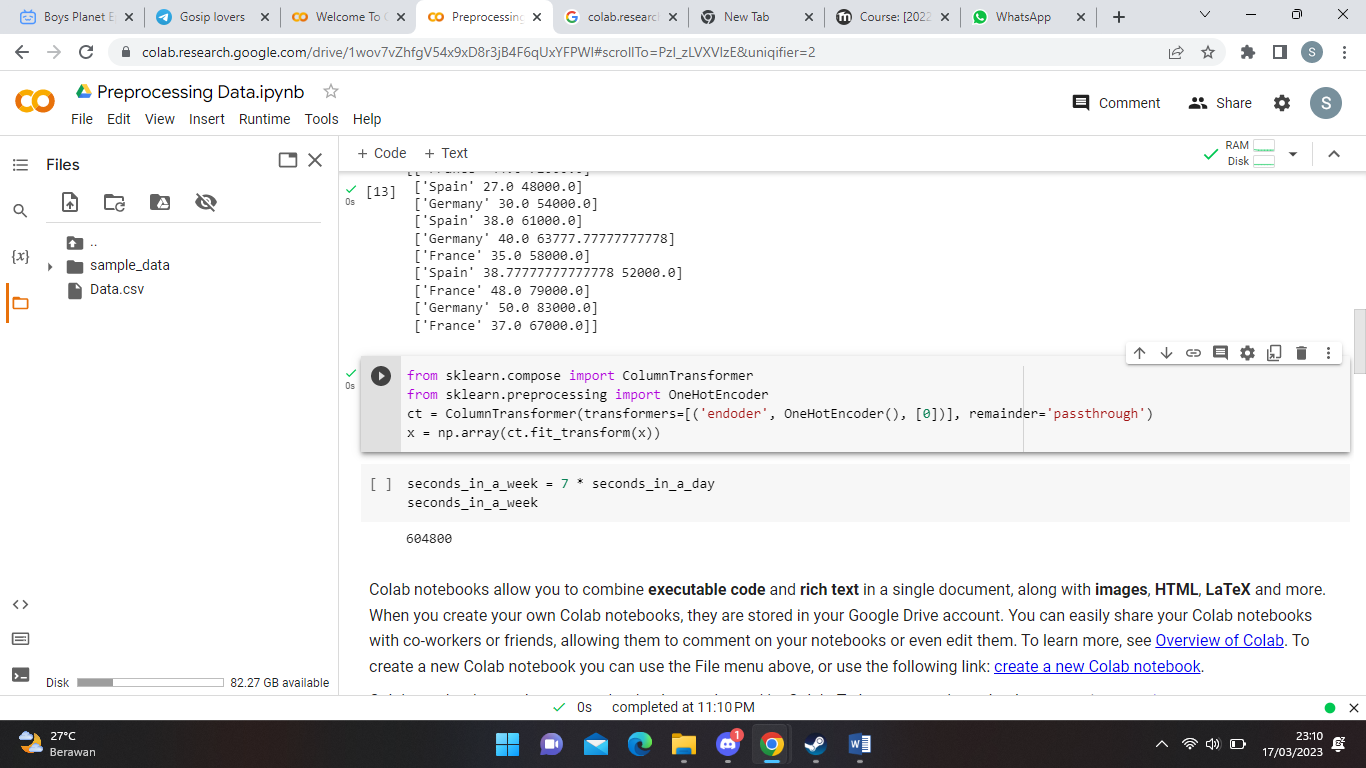 Boys Planet E
Gosip lovers
Welcome To C
Preprocessing
colab.researc
New Tab
Course: [2022
WhatsApp
colab.research.google.com/drive/1wov7vZhfgV54x9xD8r3jB4F6qUxYFPWl#scrollTo=PzI_zLVXVIzE&uniqifier=2
S
Preprocessing Data.ipynb
File Edit View Insert Runtime Tools Help
Comment
Share
S
Files
+ Code + Text
RAM
Disk
..
sample_data
Data.csv
{x}
[13]
0s
['Spain' 27.0 48000.0]
['Germany' 30.0 54000.0]
['Spain' 38.0 61000.0]
['Germany' 40.0 63777.77777777778]
['France' 35.0 58000.0]
['Spain' 38.77777777777778 52000.0]
['France' 48.0 79000.0]
['Germany' 50.0 83000.0]
['France' 37.0 67000.0]]
0s
from sklearn.compose import ColumnTransformer
from sklearn.preprocessing import OneHotEncoder
ct = ColumnTransformer(transformers=[('endoder', OneHotEncoder(), [0])], remainder='passthrough')
x = np.array(ct.fit_transform(x))
[ ] seconds_in_a_week = 7 * seconds_in_a_day
seconds_in_a_week
604800
Colab notebooks allow you to combine executable code and rich text in a single document, along with images, HTML, LaTeX and more.
When you create your own Colab notebooks, they are stored in your Google Drive account. You can easily share your Colab notebooks
with co-workers or friends, allowing them to comment on your notebooks or even edit them. To learn more, see Overview of Colab. To
create a new Colab notebook you can use the File menu above, or use the following link: create a new Colab notebook.
Disk 82.27 GB available
0s completed at 11:10 PM
27°C
Berawan
1
23:10
17/03/2023